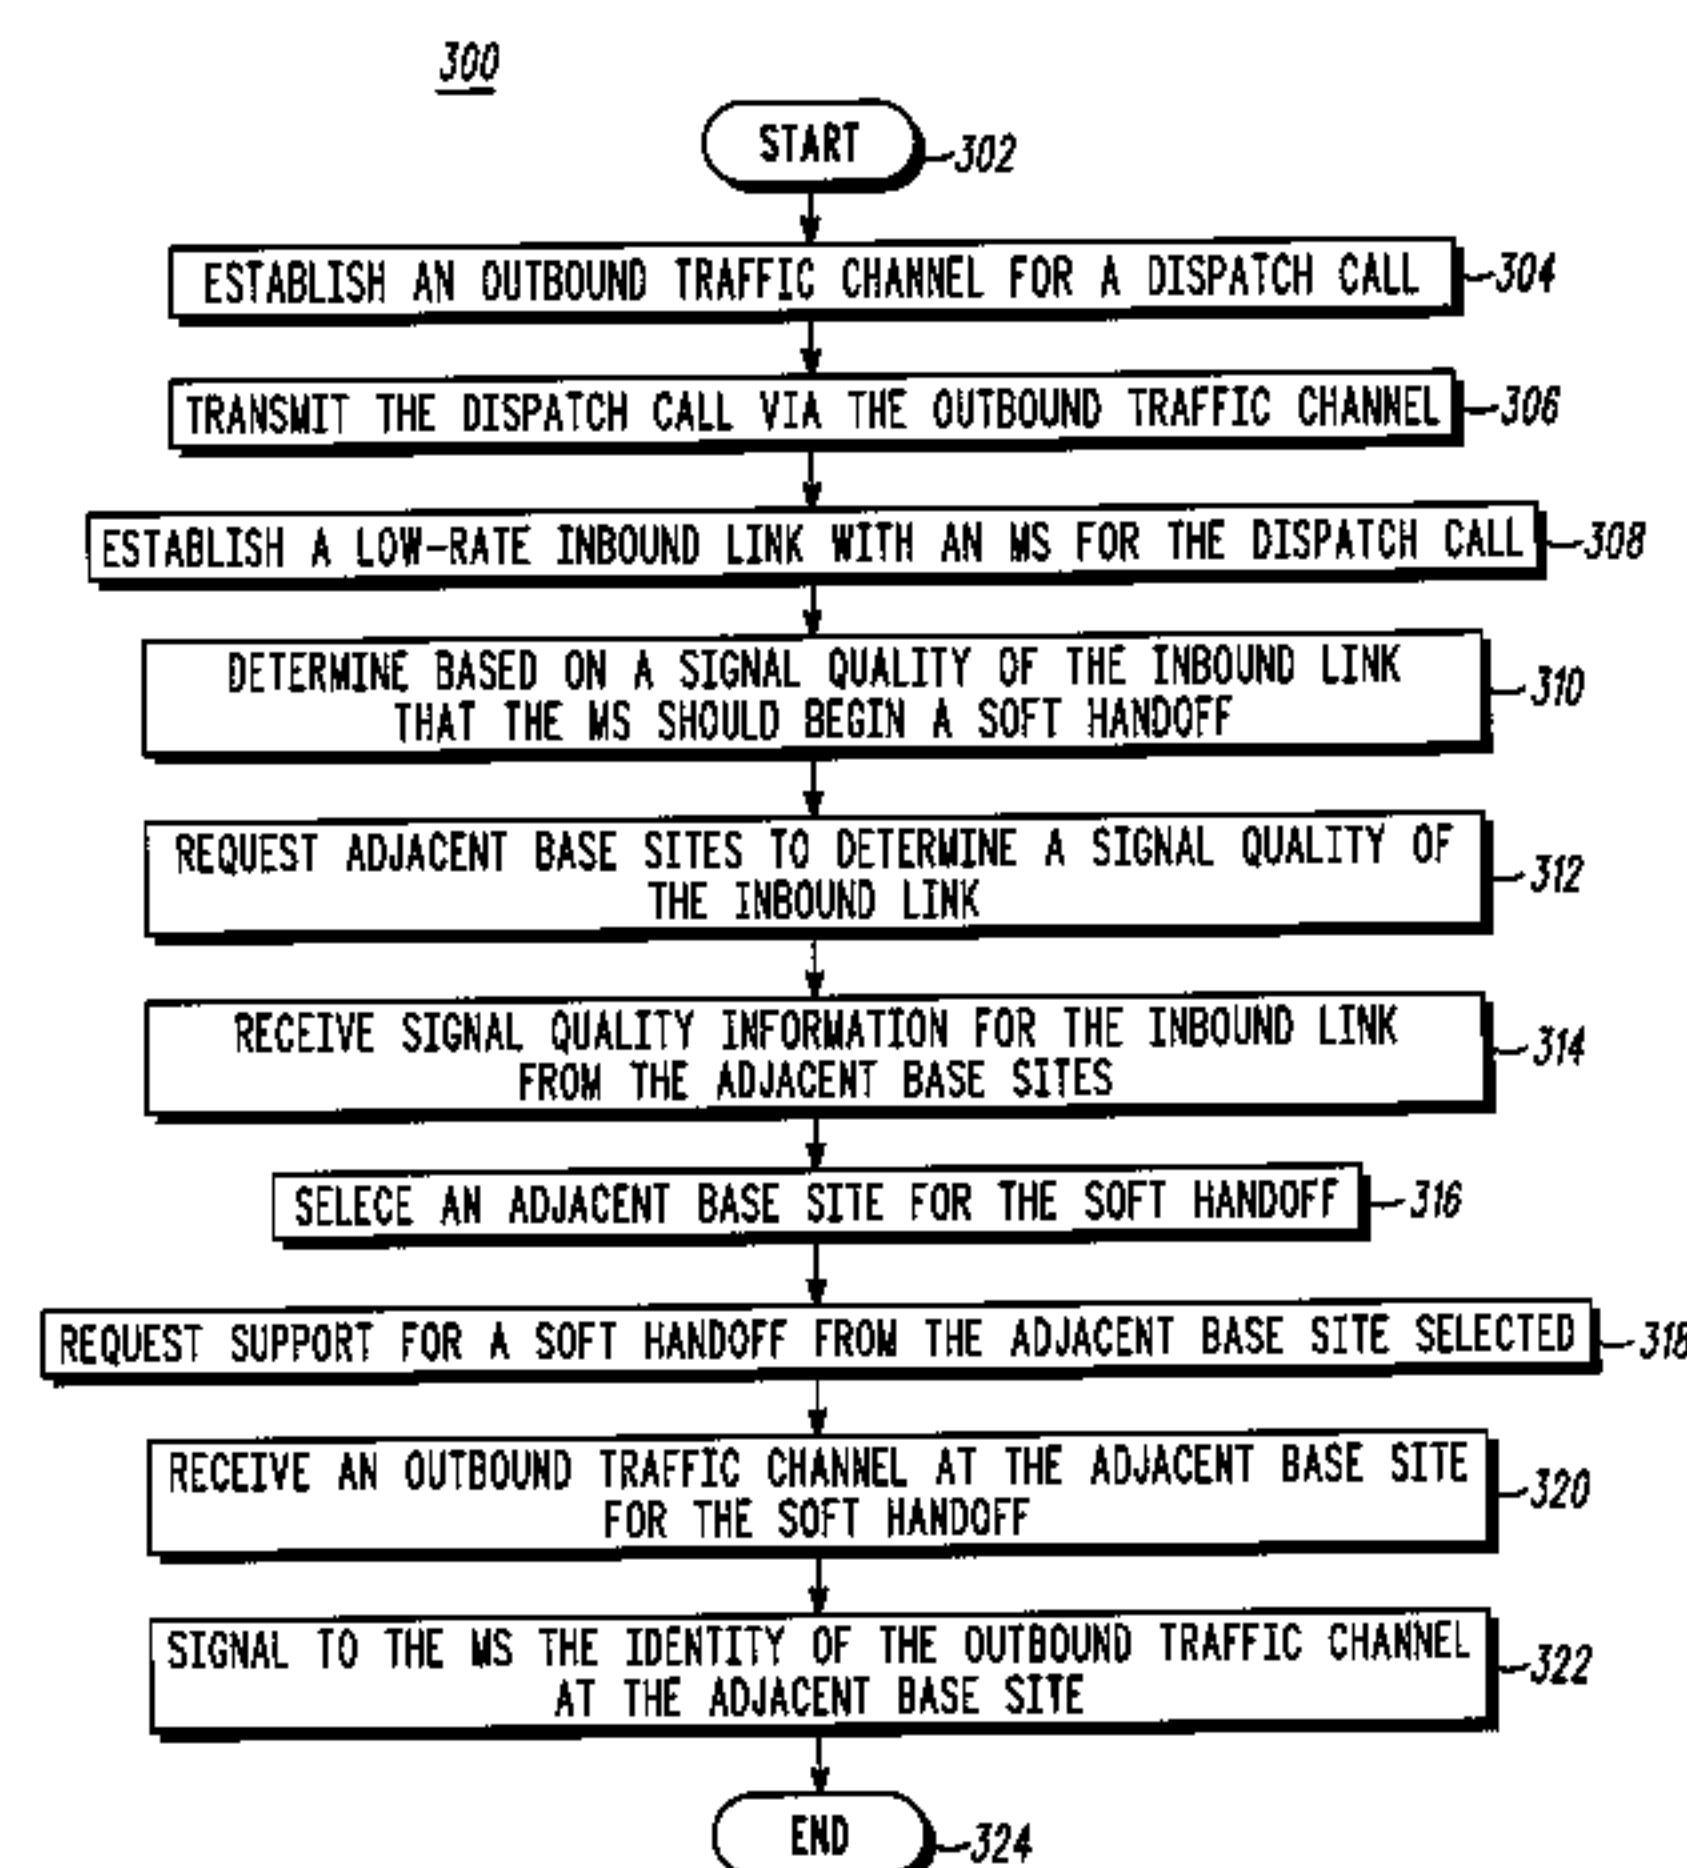 300
START
302
ESTABLISH AN OUTBOUND TRAFFIC CHANNEL FOR A DISPATCH CALL
304
TRANSMIT THE DISPATCH CALL VIA THE OUTBOUND TRAFFIC CHANNEL
306
ESTABLISH A LOW-RATE INBOUND LINK WITH AN MS FOR THE DISPATCH CALL
308
DETERMINE BASED ON A SIGNAL QUALITY OF THE INBOUND LINK
THAT THE MS SHOULD BEGIN A SOFT HANDOFF
310
REQUEST ADJACENT BASE SITES TO DETERMINE A SIGNAL QUALITY OF
THE INBOUND LINK
312
RECEIVE SIGNAL QUALITY INFORMATION FOR THE INBOUND LINK
FROM THE ADJACENT BASE SITES
314
SELECE AN ADJACENT BASE SITE FOR THE SOFT HANDOFF
316
REQUEST SUPPORT FOR A SOFT HANDOFF FROM THE ADJACENT BASE SITE SELECTED
318
RECEIVE AN OUTBOUND TRAFFIC CHANNEL AT THE ADJACENT BASE SITE
FOR THE SOFT HANDOFF
320
SIGNAL TO THE MS THE IDENTITY OF THE OUTBOUND TRAFFIC CHANNEL
AT THE ADJACENT BASE SITE
322
END
324